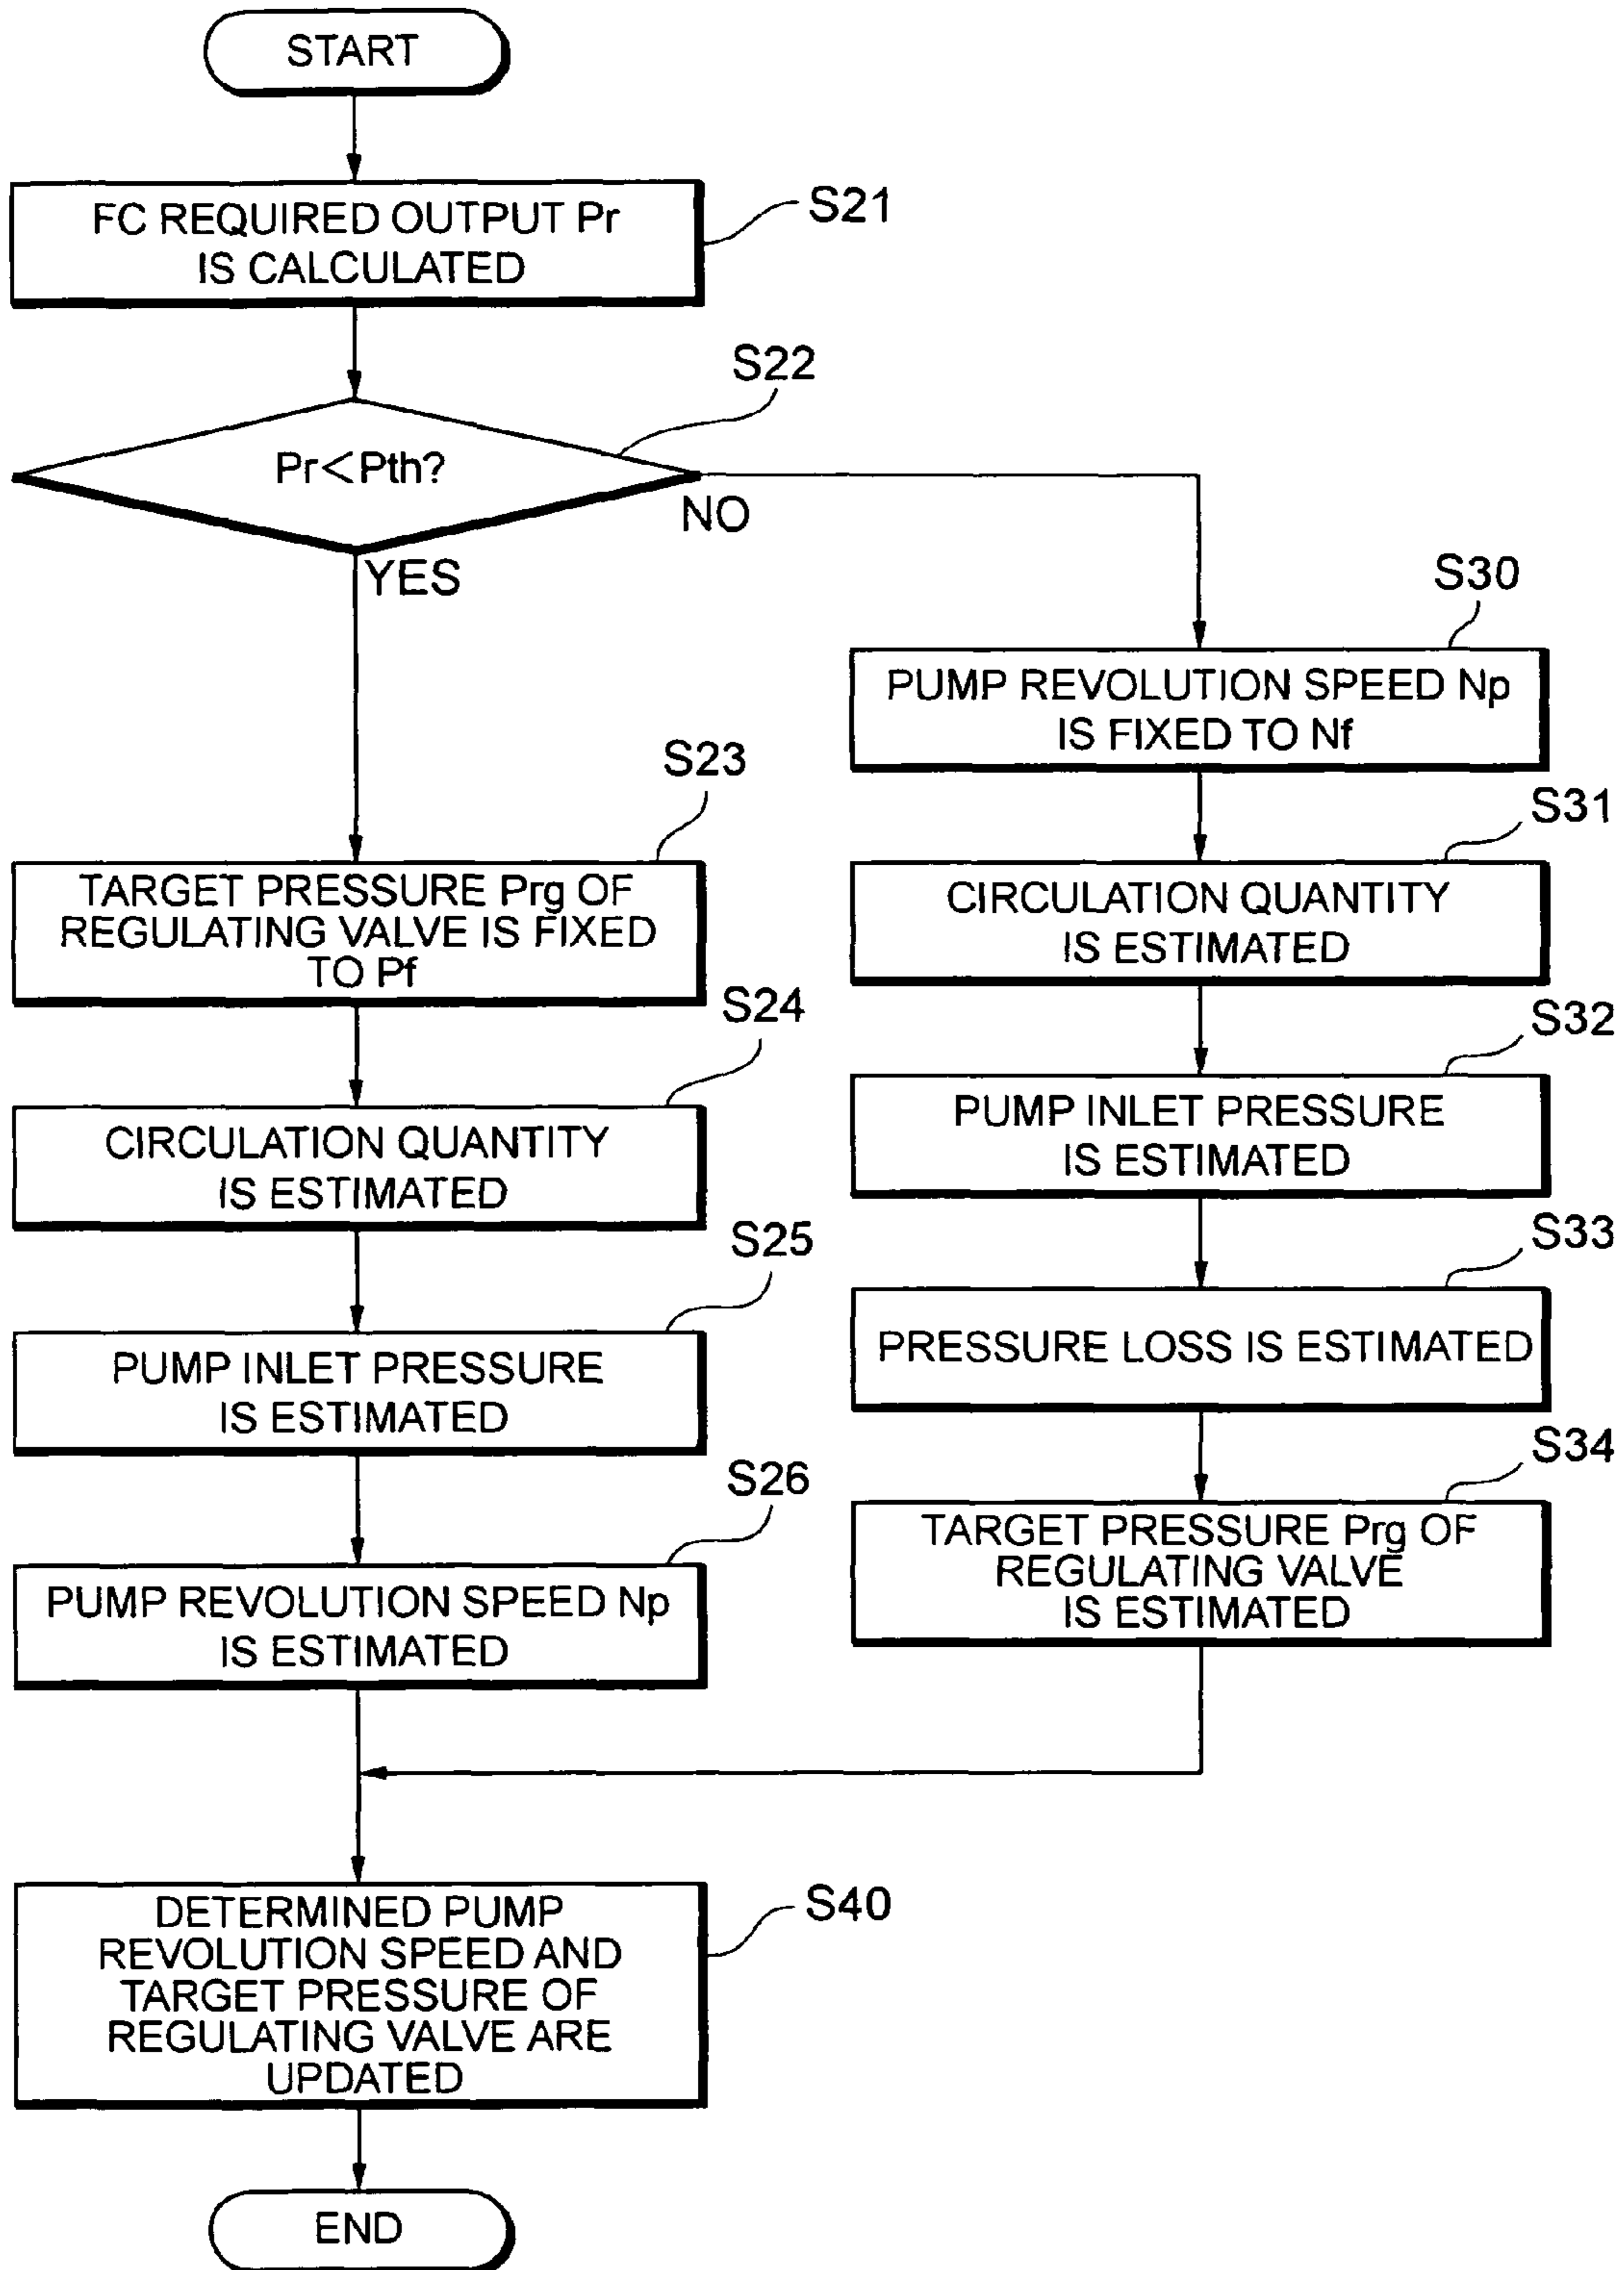 START
FC REQUIRED OUTPUT Pr
IS CALCULATED
S21
S22
Pr<Pth?
NO
YES
S23
TARGET PRESSURE Prg OF
REGULATING VALVE IS FIXED
TO Pf
S24
CIRCULATION QUANTITY
IS ESTIMATED
S25
PUMP INLET PRESSURE
IS ESTIMATED
S26
PUMP REVOLUTION SPEED Np
IS ESTIMATED
S30
PUMP REVOLUTION SPEED Np
IS FIXED TO Nf
S31
CIRCULATION QUANTITY
IS ESTIMATED
S32
PUMP INLET PRESSURE
IS ESTIMATED
S33
PRESSURE LOSS IS ESTIMATED
S34
TARGET PRESSURE Prg OF
REGULATING VALVE
IS ESTIMATED
S40
DETERMINED PUMP
REVOLUTION SPEED AND
TARGET PRESSURE OF
REGULATING VALVE ARE
UPDATED
END